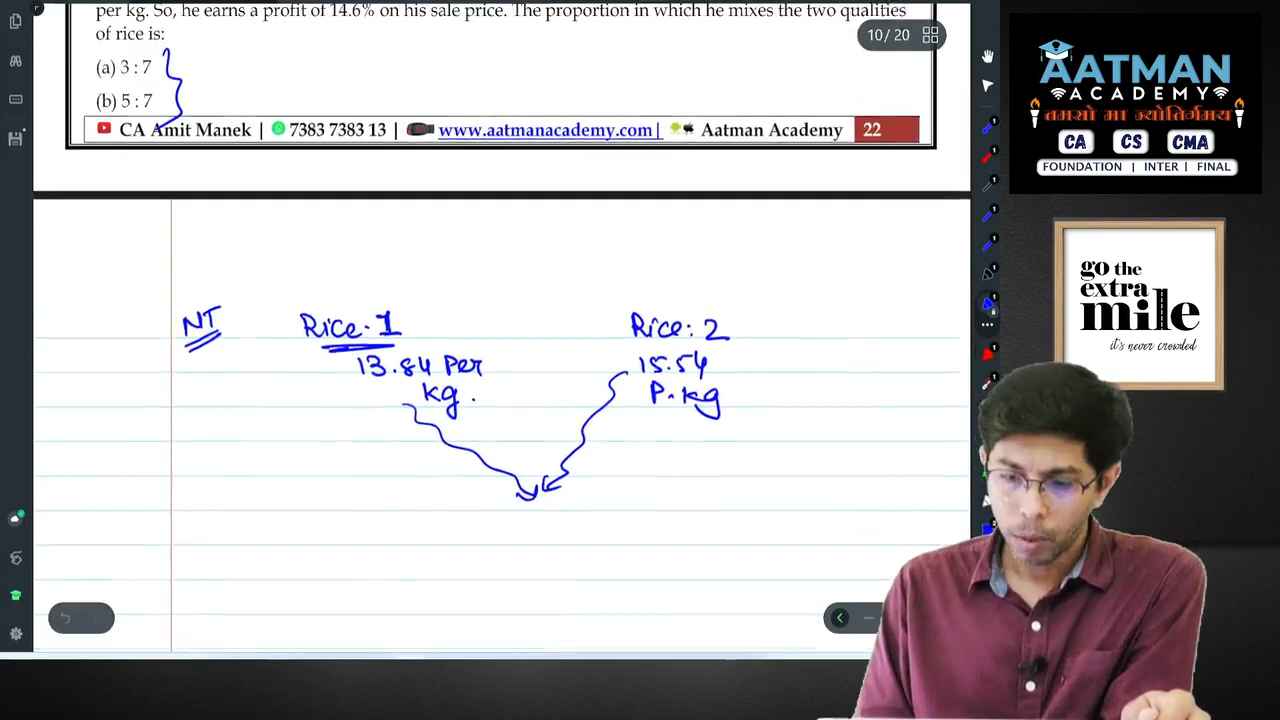 per kg. So, he earns a profit of 14.6% on his sale price. The proportion in which he mixes the two qualities
of rice is:
(a) 3 : 7
(b) 5 : 7
CA Amit Manek | 7383 7383 13 | www.aatmanacademy.com | Aatman Academy 22
10/20
NT
Rice. 1
13.84 Per
kg.
Rice: 2
15.54
P. kg
AATMAN
ACADEMY
तमसो मा ज्योतिर्गमय
CA CS CMA
FOUNDATION | INTER | FINAL
go the
extra
mile
it's never crowded